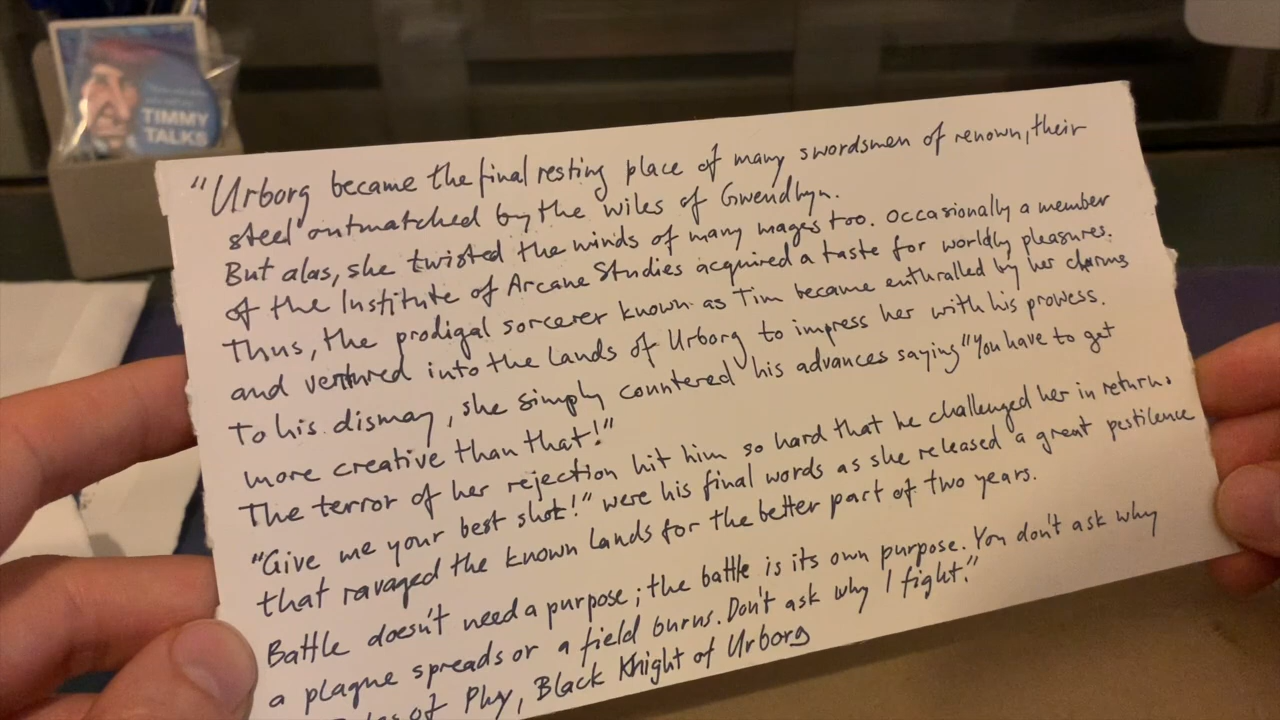 TIMMY
TALKS
"Urborg became the final resting place of many swordsmen of renown, their
steel outmatched by the wiles of Gwendlyn.
But alas, she twisted the minds of many mages too. Occasionally a member
of the Institute of Arcane Studies acquired a taste for worldly pleasures.
Thus, the prodigal sorcerer known as Tim became enthralled by her charms
and ventured into the lands of Urborg to impress her with his prowess.
To his dismay, she simply countered his advances saying "You have to get
more creative than that!"
The terror of her rejection hit him so hard that he challenged her in return.
"Give me your best shot!" were his final words as she released a great pestilence
that ravaged the known lands for the better part of two years.
Battle doesn't need a purpose; the battle is its own purpose. You don't ask why
a plague spreads or a field burns. Don't ask why I fight."
of Phy, Black Knight of Urborg